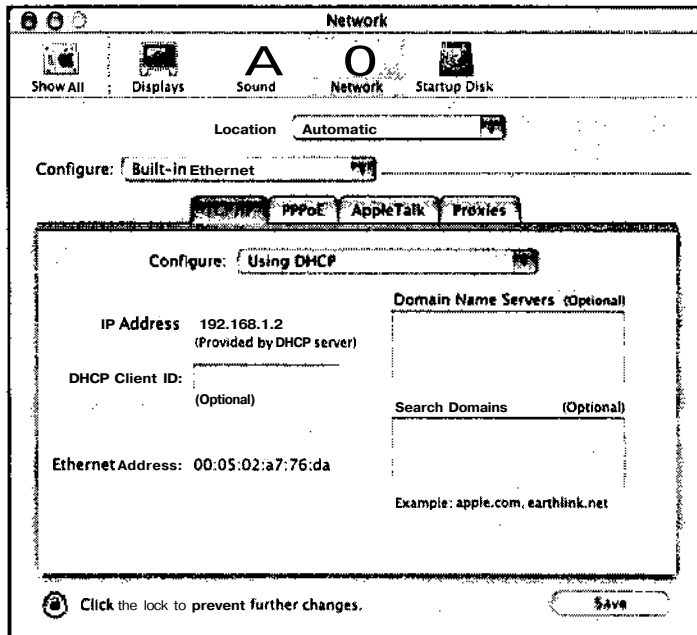 Network
Show All Displays Sound Network Startup Disk
Location Automatic
Configure: Built-in Ethernet
TCP/IP PPPoE AppleTalk Proxies
Configure: Using DHCP
Domain Name Servers (Optional)
IP Address 192.168.1.2
(Provided by DHCP server)
DHCP Client ID:
(Optional)
Search Domains (Optional)
Ethernet Address: 00:05:02:a7:76:da
Example: apple.com, earthlink.net
Click the lock to prevent further changes.
Save